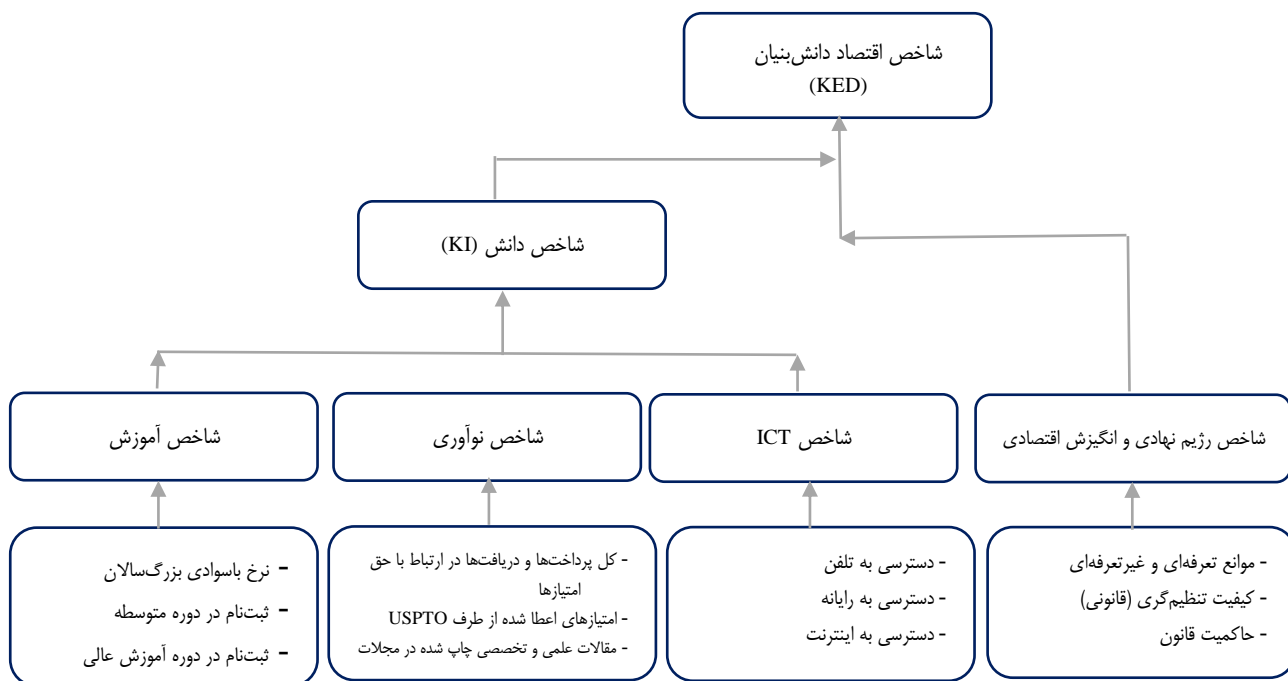 شاخص اقتصاد دانش‌بنیان
(KED)
شاخص دانش (KI)
شاخص رژیم نهادی و انگیزش اقتصادی
شاخص ICT
شاخص نوآوری
شاخص آموزش
- موانع تعرفه‌ای و غیرتعرفه‌ای
- کیفیت تنظیم‌گری (قانونی)
- حاکمیت قانون
- دسترسی به تلفن
- دسترسی به رایانه
- دسترسی به اینترنت
- کل پرداخت‌ها و دریافت‌ها در ارتباط با حق
امتیازها
- امتیازهای اعطا شده از طرف USPTO
- مقالات علمی و تخصصی چاپ شده در مجلات
- نرخ باسوادی بزرگ‌سالان
- ثبت‌نام در دوره متوسطه
- ثبت‌نام در دوره آموزش عالی